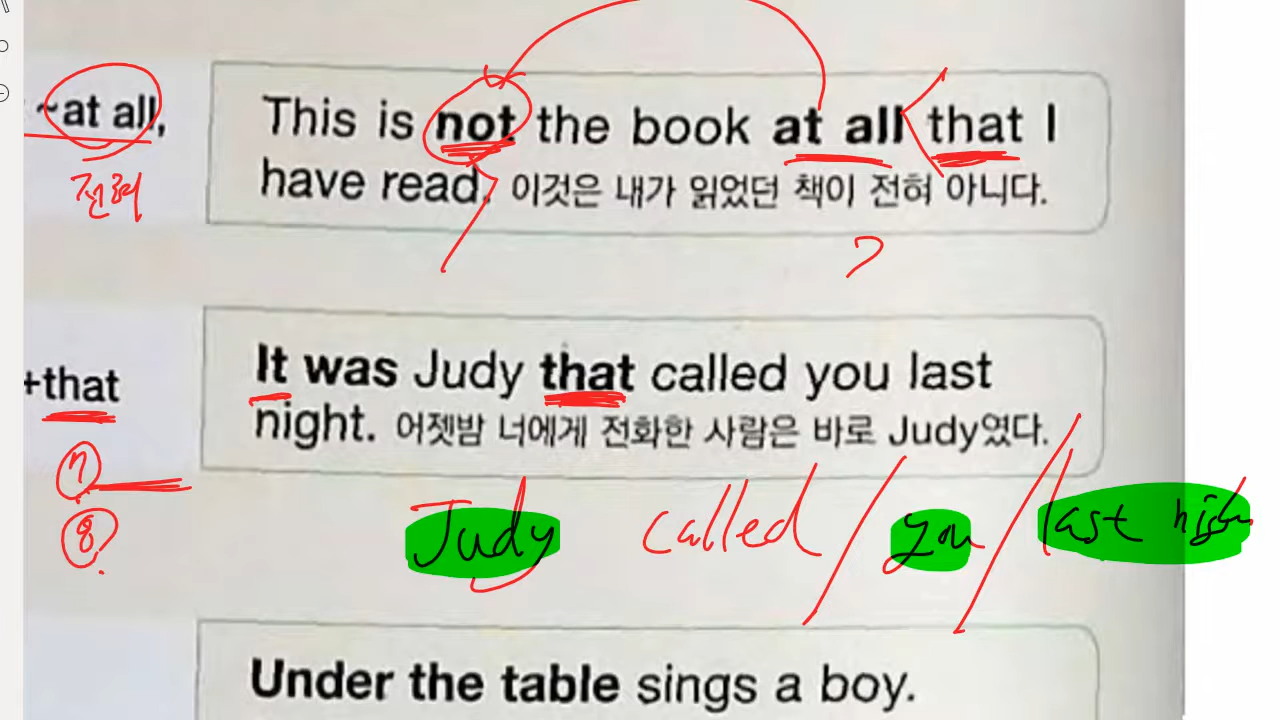 ~at all,
전혀
This is not the book at all that I
have read. 이것은 내가 읽었던 책이 전혀 아니다.
?
+that
7
8
It was Judy that called you last
night. 어젯밤 너에게 전화한 사람은 바로 Judy였다.
Judy called / you / last nigh
Under the table sings a boy.